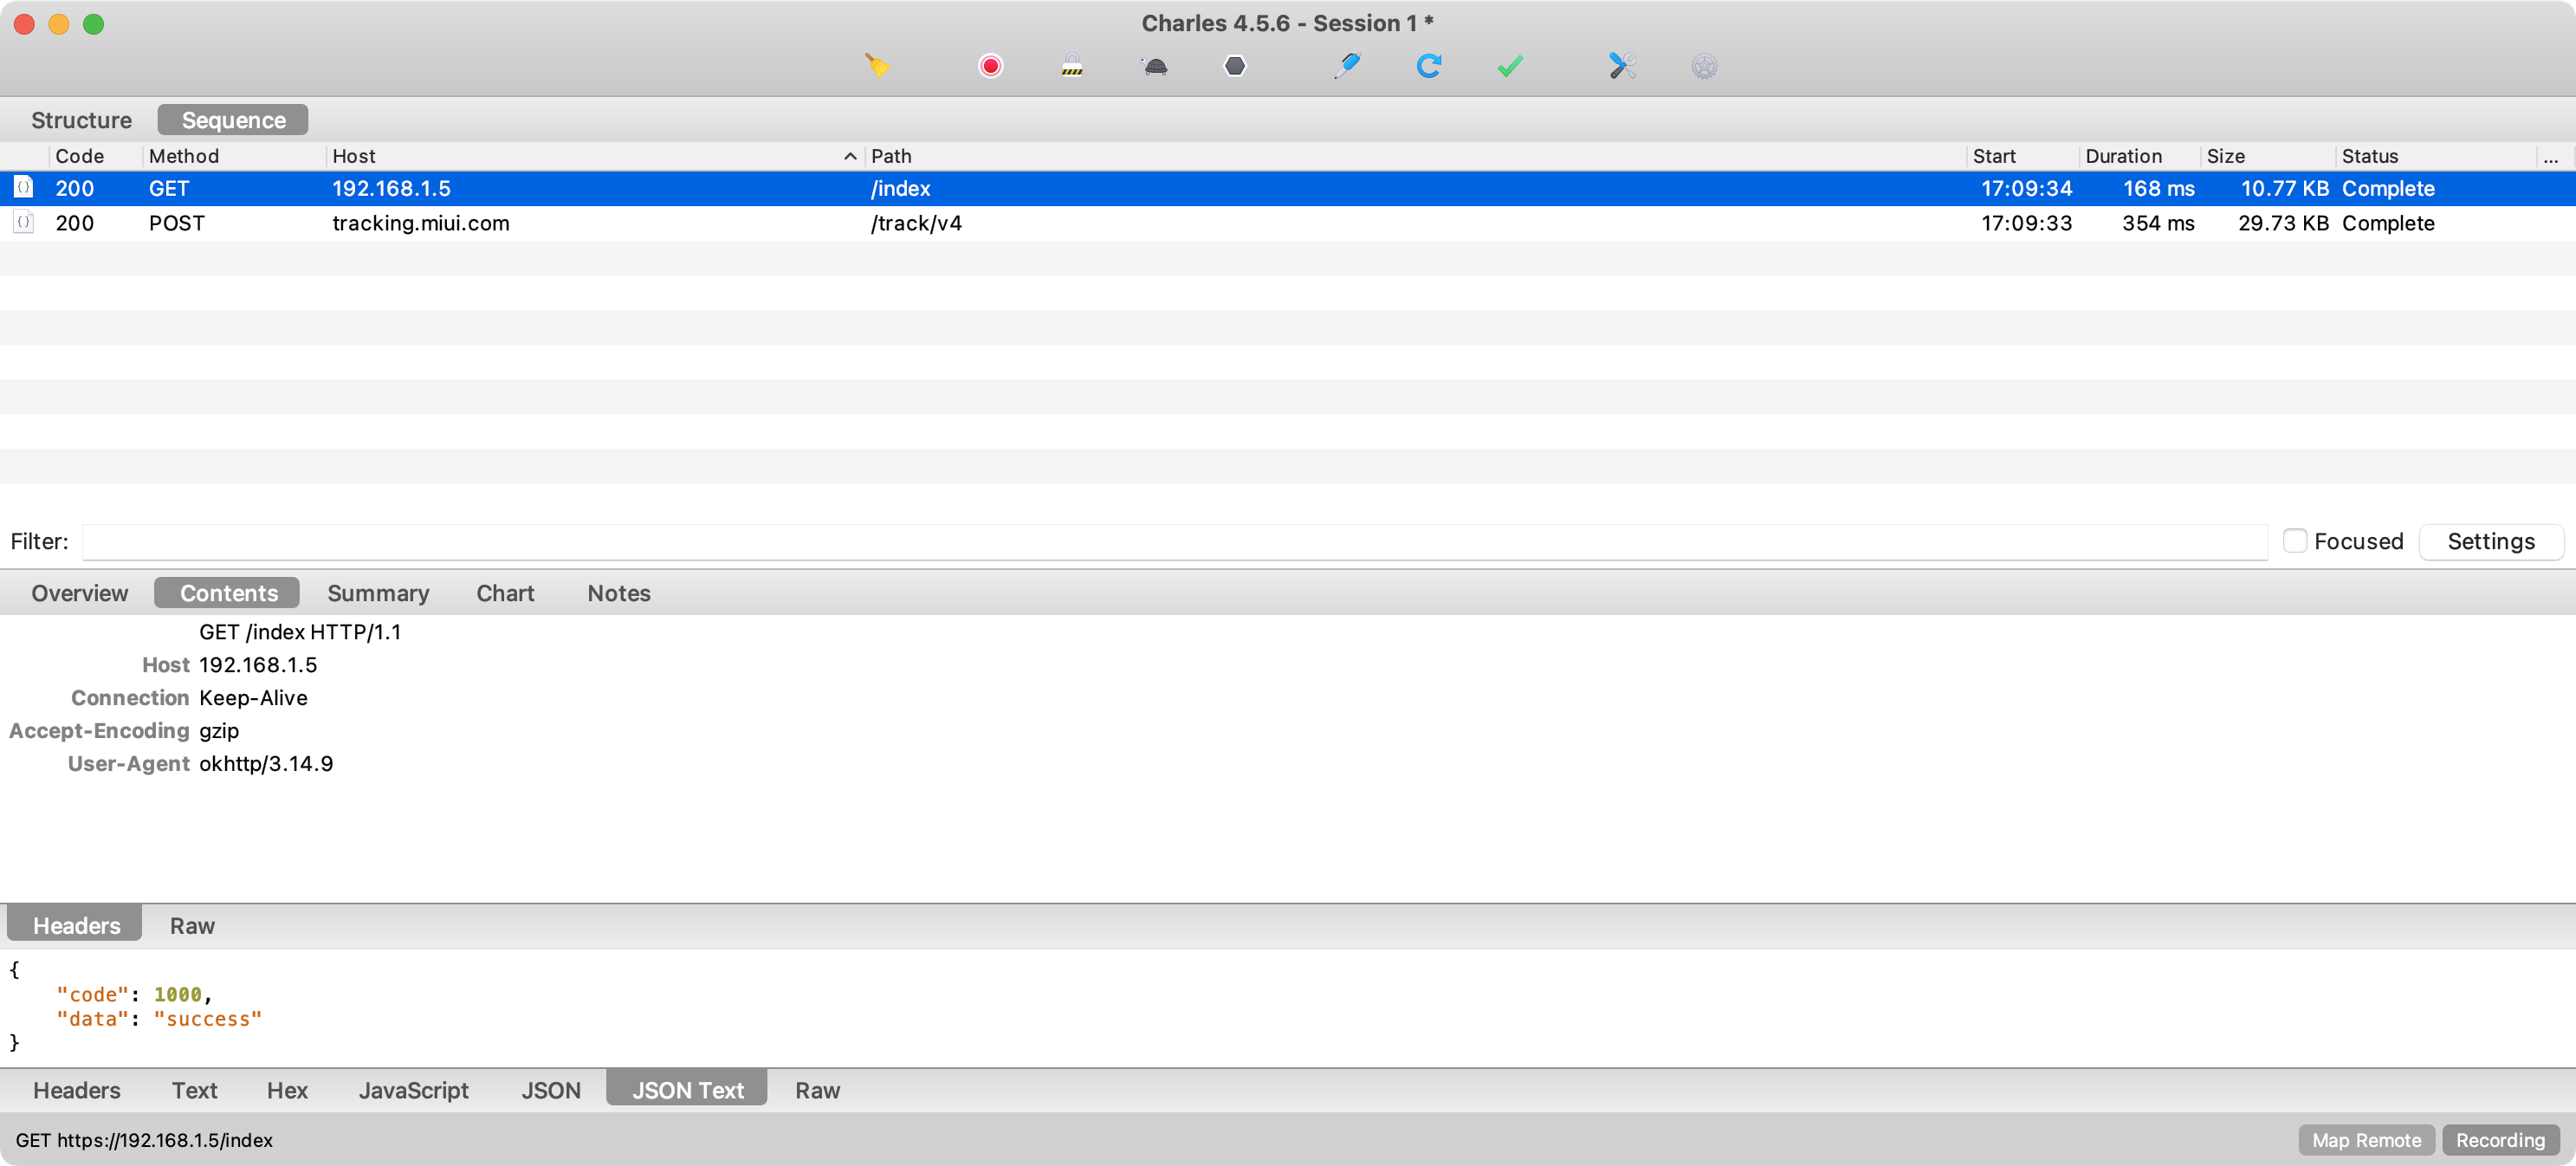 Charles 4.5.6 - Session 1 *
Structure Sequence
Code Method Host Path Start Duration Size Status ...
200 GET 192.168.1.5 /index 17:09:34 168 ms 10.77 KB Complete
200 POST tracking.miui.com /track/v4 17:09:33 354 ms 29.73 KB Complete
Filter: Focused Settings
Overview Contents Summary Chart Notes
GET /index HTTP/1.1
Host 192.168.1.5
Connection Keep-Alive
Accept-Encoding gzip
User-Agent okhttp/3.14.9
Headers Raw
{
"code": 1000,
"data": "success"
}
Headers Text Hex JavaScript JSON JSON Text Raw
GET https://192.168.1.5/index Map Remote Recording